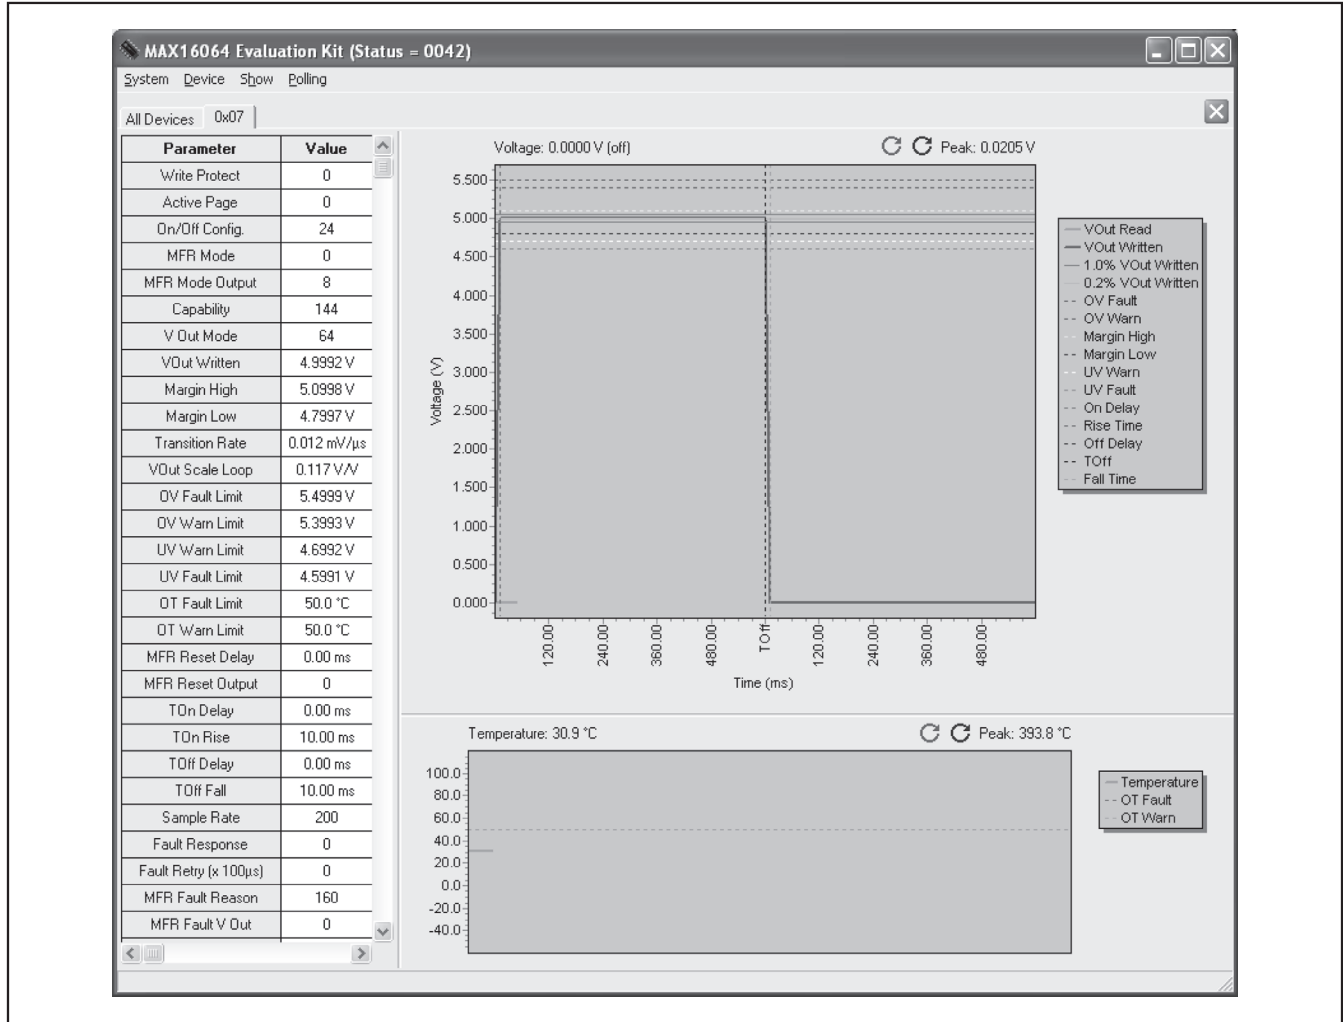 MAX16064 Evaluation Kit (Status = 0042)
System Device Show Polling
All Devices 0x07
Parameter Value
Write Protect 0
Active Page 0
On/Off Config. 24
MFR Mode 0
MFR Mode Output 8
Capability 144
V Out Mode 64
VOut Written 4.9992 V
Margin High 5.0998 V
Margin Low 4.7997 V
Transition Rate 0.012 mV/µs
VOut Scale Loop 0.117 V/V
OV Fault Limit 5.4999 V
OV Warn Limit 5.3993 V
UV Warn Limit 4.6992 V
UV Fault Limit 4.5991 V
OT Fault Limit 50.0 °C
OT Warn Limit 50.0 °C
MFR Reset Delay 0.00 ms
MFR Reset Output 0
TOn Delay 0.00 ms
TOn Rise 10.00 ms
TOff Delay 0.00 ms
TOff Fall 10.00 ms
Sample Rate 200
Fault Response 0
Fault Retry (x 100µs) 0
MFR Fault Reason 160
MFR Fault V Out 0
Voltage: 0.0000 V (off) Peak: 0.0205 V
5.500
5.000
4.500
4.000
3.500
3.000
2.500
2.000
1.500
1.000
0.500
0.000
Voltage (V)
120.00 240.00 360.00 480.00 TOff 120.00 240.00 360.00 480.00
Time (ms)
VOut Read
VOut Written
1.0% VOut Written
0.2% VOut Written
OV Fault
OV Warn
Margin High
Margin Low
UV Warn
UV Fault
On Delay
Rise Time
Off Delay
TOff
Fall Time
Temperature: 30.9 °C Peak: 393.8 °C
100.0
80.0
60.0
40.0
20.0
0.0
-20.0
-40.0
Temperature
OT Fault
OT Warn